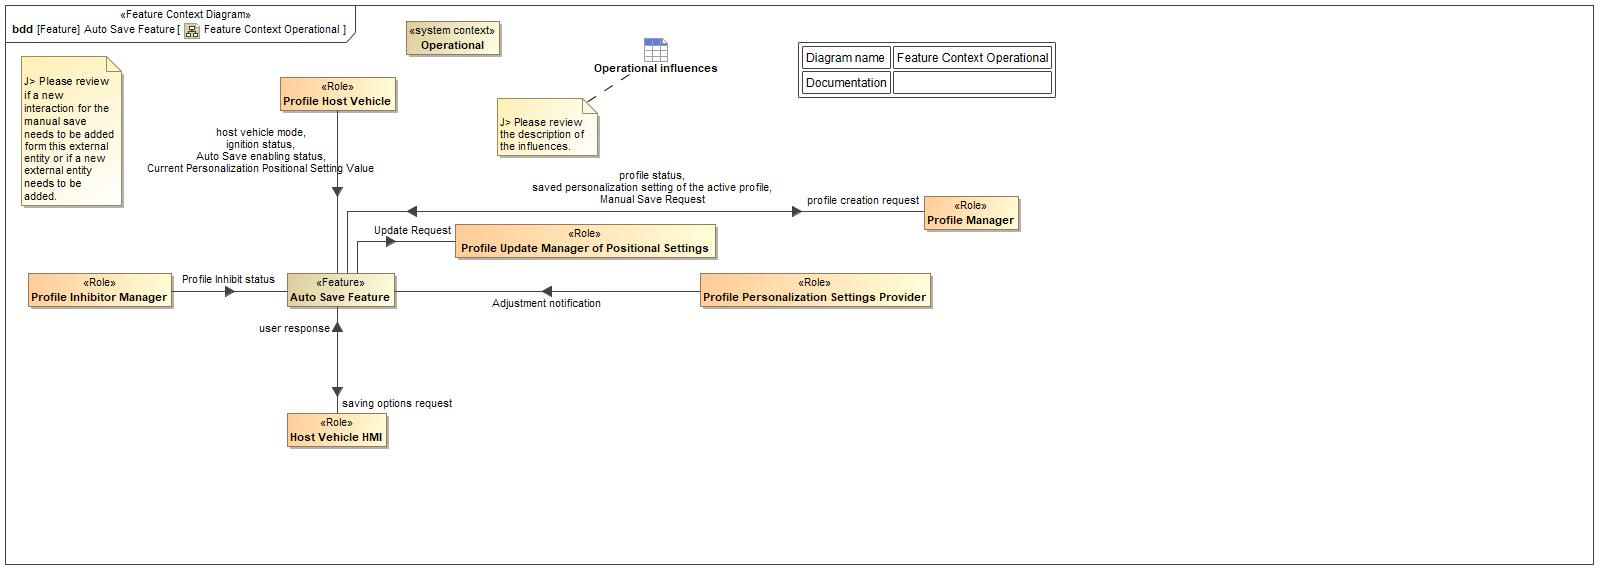 «Feature Context Diagram»
bdd [Feature] Auto Save Feature [ Feature Context Operational ]
«system context»
Operational
Operational influences
Diagram name Feature Context Operational
Documentation
J> Please review
if a new
interaction for the
manual save
needs to be added
form this external
entity or if a new
external entity
needs to be
added.
«Role»
Profile Host Vehicle
J> Please review
the description of
the influences.
host vehicle mode,
ignition status,
Auto Save enabling status,
Current Personalization Positional Setting Value
profile status,
saved personalization setting of the active profile,
Manual Save Request
profile creation request
«Role»
Profile Manager
Update Request
«Role»
Profile Update Manager of Positional Settings
«Role»
Profile Inhibitor Manager
Profile Inhibit status
«Feature»
Auto Save Feature
Adjustment notification
«Role»
Profile Personalization Settings Provider
user response
saving options request
«Role»
Host Vehicle HMI